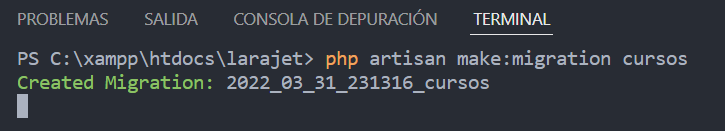 PROBLEMAS SALIDA CONSOLA DE DEPURACIÓN TERMINAL
PS C:\xampp\htdocs\larajet> php artisan make:migration cursos
Created Migration: 2022_03_31_231316_cursos